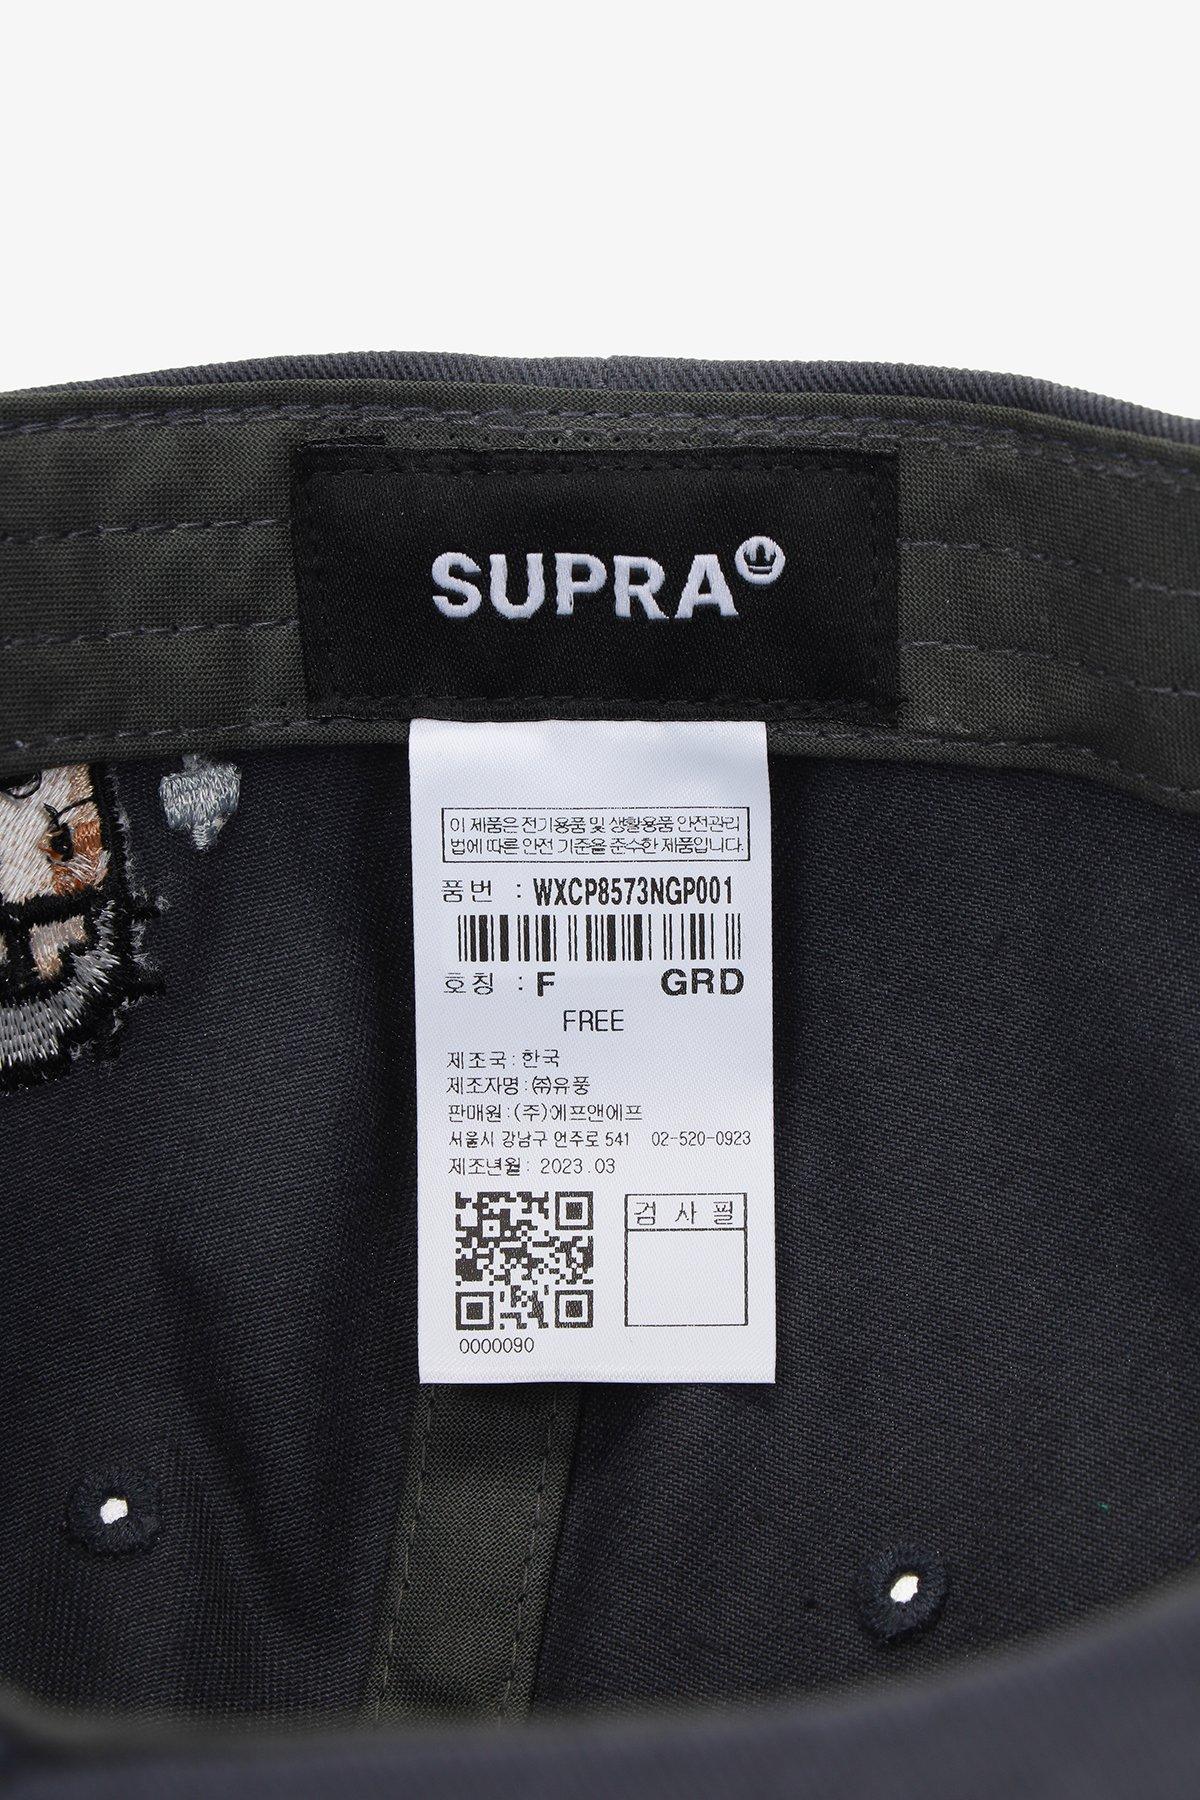 SUPRA
이 제품은 전기용품 및 생활용품 안전관리
법에 따른 안전 기준을 준수한 제품입니다.
품번 : WXCP8573NGP001
호칭 : F GRD
FREE
제조국 : 한국
제조자명 : ㈜유풍
판매원 : (주)에프앤에프
서울시 강남구 언주로 541 02-520-0923
제조년월 : 2023.03
검 사 필
0000090